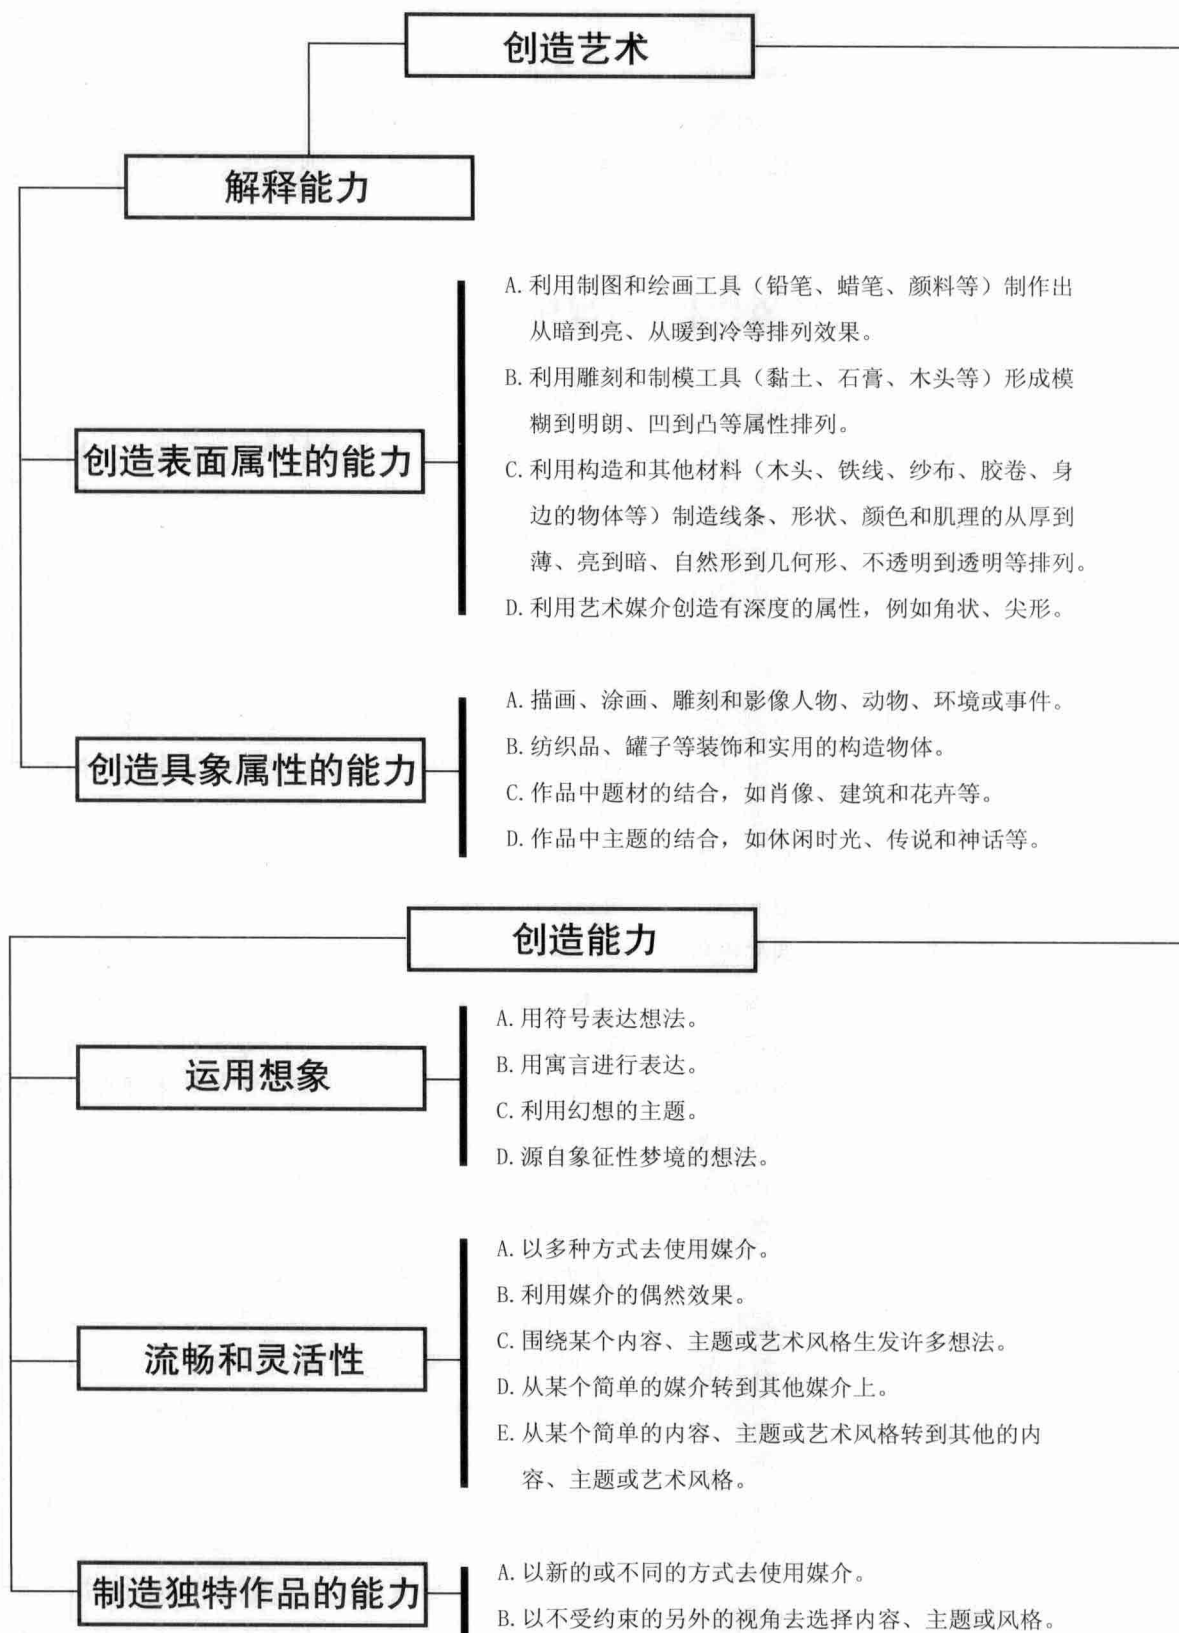 创造艺术
解释能力
创造表面属性的能力
A.利用制图和绘画工具（铅笔、蜡笔、颜料等）制作出
从暗到亮、从暖到冷等排列效果。
B.利用雕刻和制模工具（黏土、石膏、木头等）形成模
糊到明朗、凹到凸等属性排列。
C.利用构造和其他材料（木头、铁线、纱布、胶卷、身
边的物体等）制造线条、形状、颜色和肌理的从厚到
薄、亮到暗、自然形到几何形、不透明到透明等排列。
D.利用艺术媒介创造有深度的属性，例如角状、尖形。
创造具象属性的能力
A.描画、涂画、雕刻和影像人物、动物、环境或事件。
B.纺织品、罐子等装饰和实用的构造物体。
C.作品中题材的结合，如肖像、建筑和花卉等。
D.作品中主题的结合，如休闲时光、传说和神话等。
创造能力
运用想象
A.用符号表达想法。
B.用寓言进行表达。
C.利用幻想的主题。
D.源自象征性梦境的想法。
流畅和灵活性
A.以多种方式去使用媒介。
B.利用媒介的偶然效果。
C.围绕某个内容、主题或艺术风格生发许多想法。
D.从某个简单的媒介转到其他媒介上。
E.从某个简单的内容、主题或艺术风格转到其他的内
容、主题或艺术风格。
制造独特作品的能力
A.以新的或不同的方式去使用媒介。
B.以不受约束的另外的视角去选择内容、主题或风格。